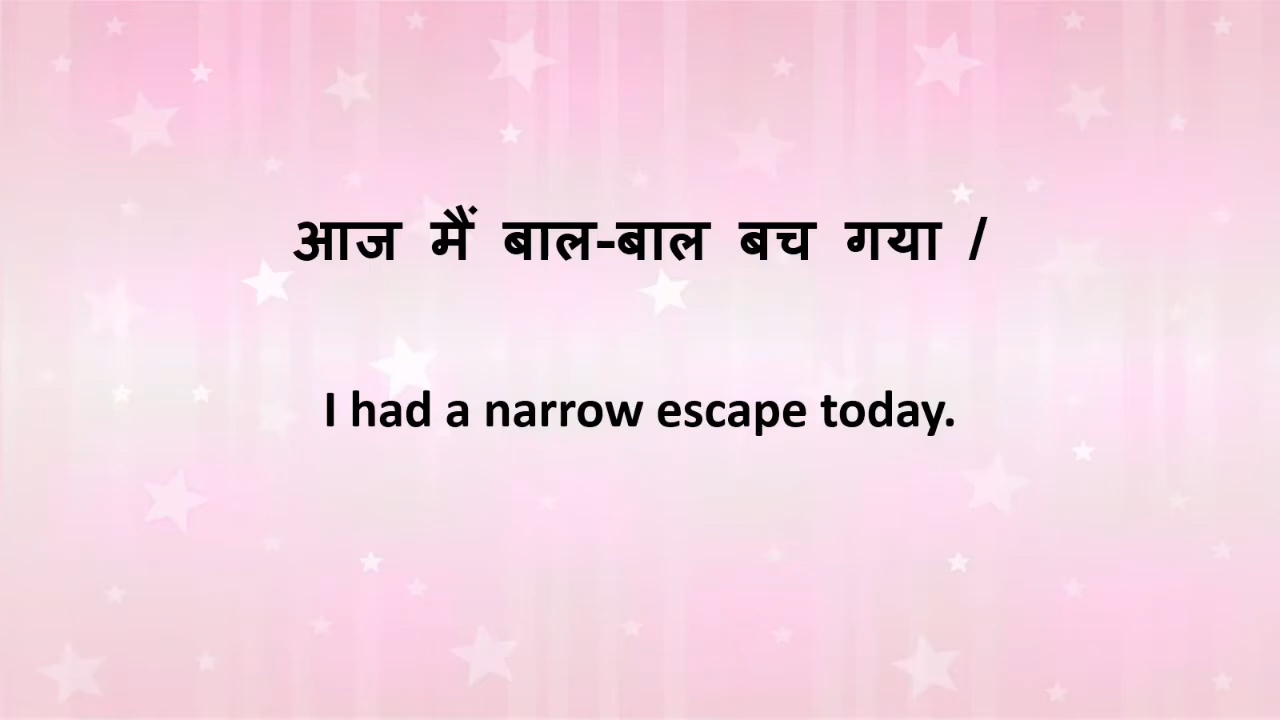 आज मैं बाल-बाल बच गया /
I had a narrow escape today.